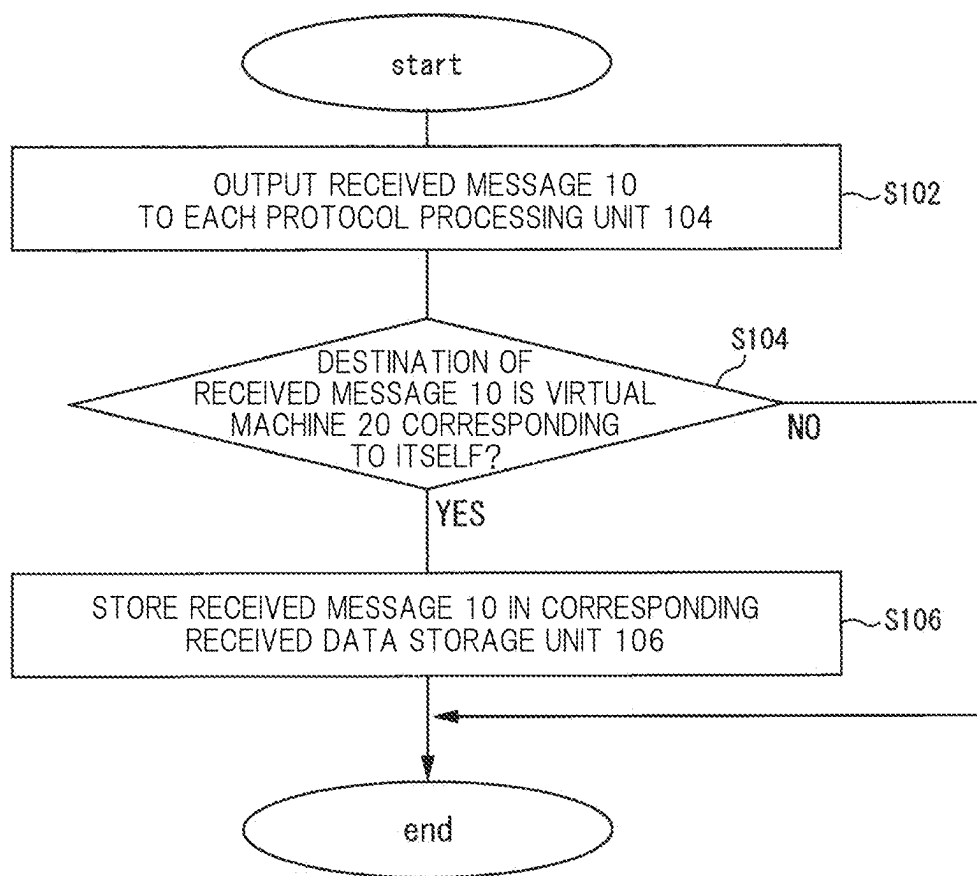 start
OUTPUT RECEIVED MESSAGE 10
TO EACH PROTOCOL PROCESSING UNIT 104
S102
S104
DESTINATION OF
RECEIVED MESSAGE 10 IS VIRTUAL
MACHINE 20 CORRESPONDING
TO ITSELF?
NO
YES
STORE RECEIVED MESSAGE 10 IN CORRESPONDING
RECEIVED DATA STORAGE UNIT 106
S106
end